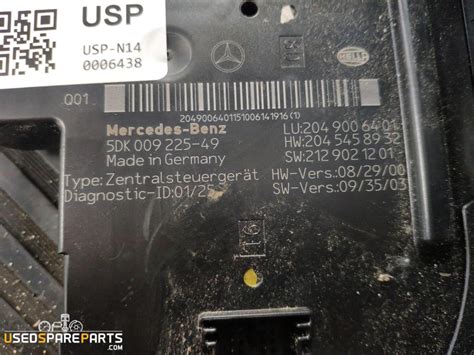 USP
USP-N14
0006438
HELLA
001
2049006401151006141916(1)
Mercedes-Benz
5DK 009 225-49
Made in Germany
Type: Zentralsteuergerät
Diagnostic-ID:01/25
LU:204 900 64 01
HW:204 545 89 32
SW:212 902 12 01
HW-Vers:08/29/00
SW-Vers:09/35/03
USEDSPAREPARTS
.COM